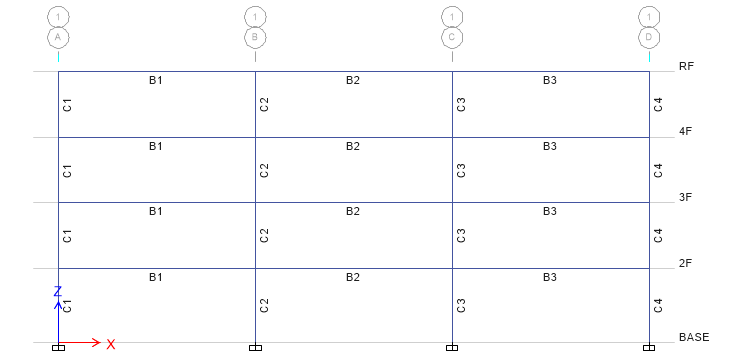 1 1 1 1
A B C D
RF
B1 B2 B3
C1 C2 C3 C4
4F
B1 B2 B3
C1 C2 C3 C4
3F
B1 B2 B3
C1 C2 C3 C4
2F
B1 B2 B3
Z
C1 C2 C3 C4
BASE
X